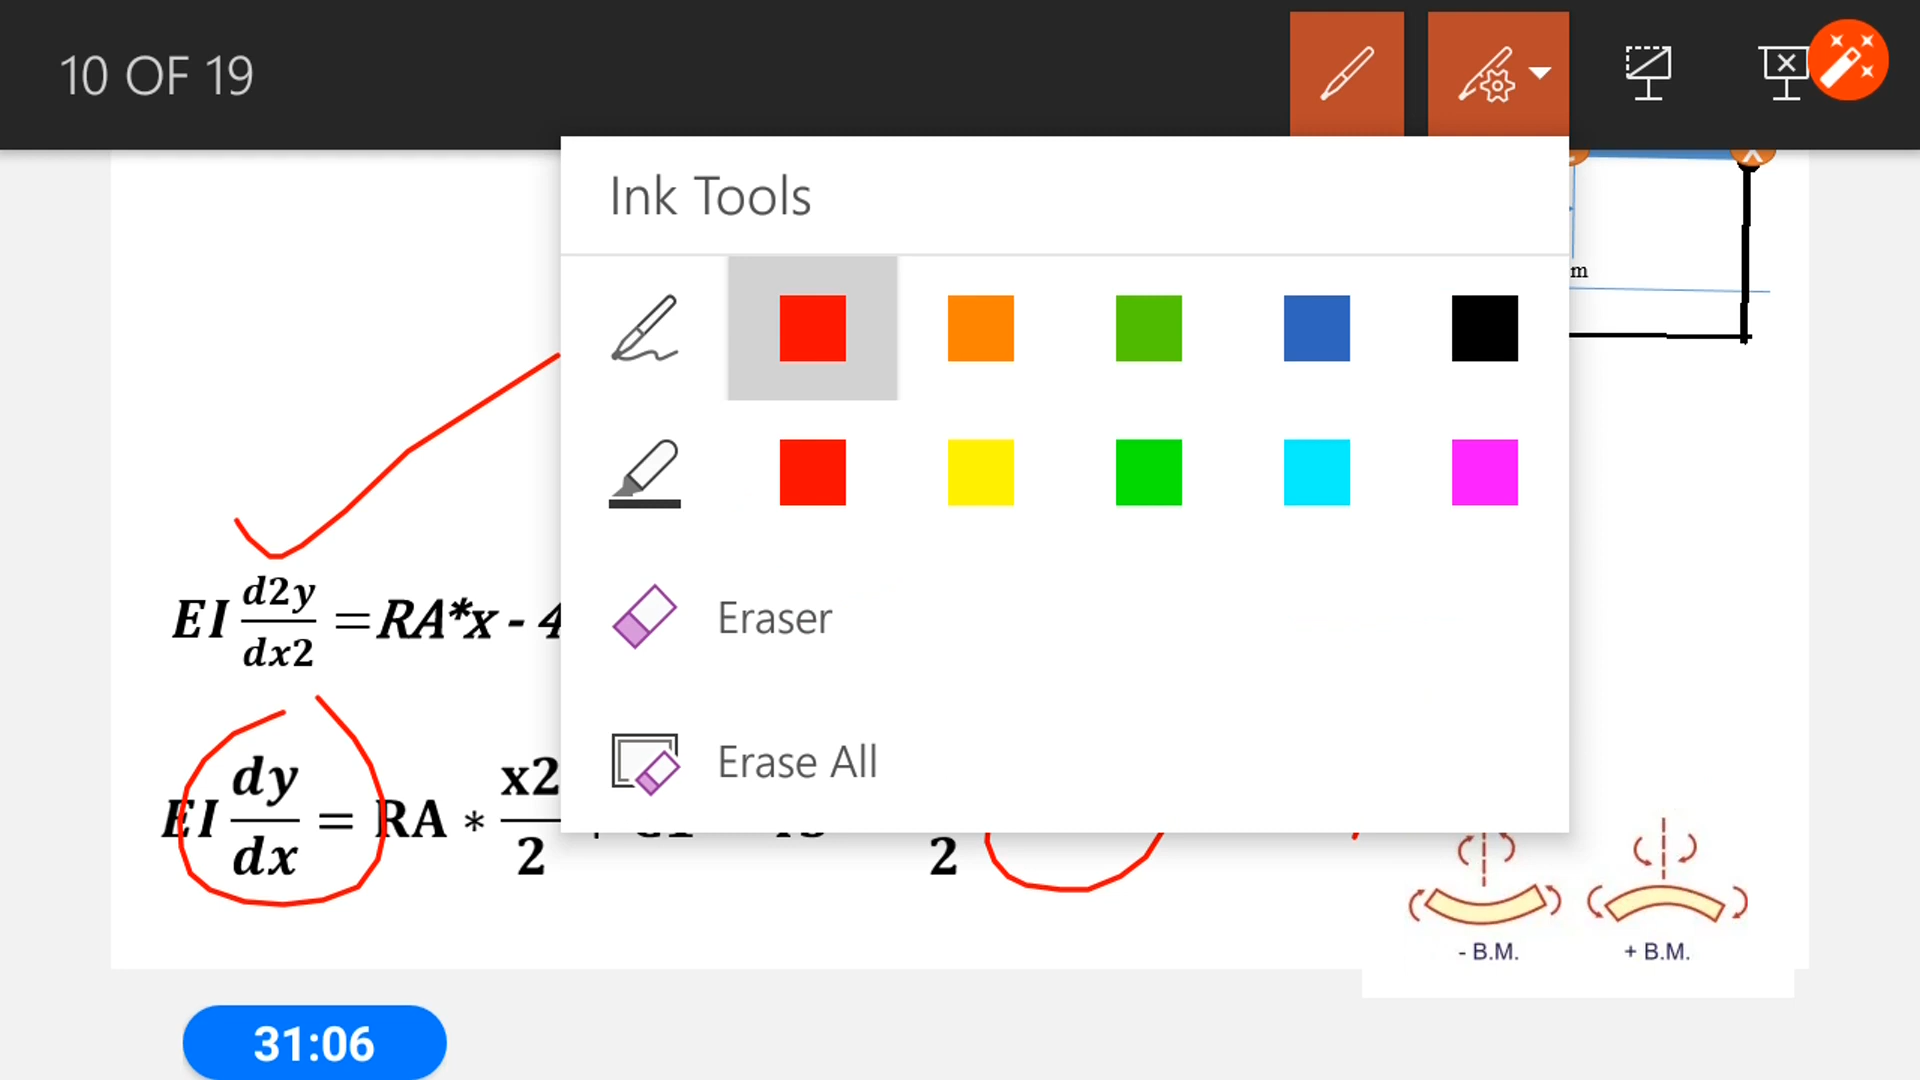 10 OF 19
Ink Tools
m
Eraser
Erase All
EI d2y/dx2 =RA*x - 4
EI dy/dx = RA ∗ x2/2
2
- B.M.
+ B.M.
31:06